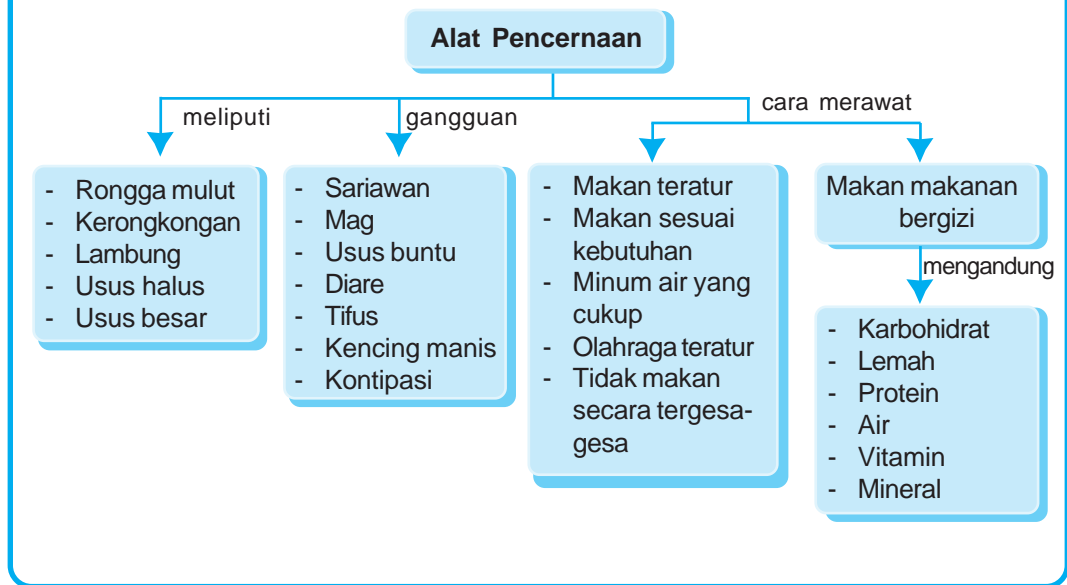 Alat Pencernaan
meliputi
gangguan
cara merawat
- Rongga mulut
- Kerongkongan
- Lambung
- Usus halus
- Usus besar
- Sariawan
- Mag
- Usus buntu
- Diare
- Tifus
- Kencing manis
- Kontipasi
- Makan teratur
- Makan sesuai
kebutuhan
- Minum air yang
cukup
- Olahraga teratur
- Tidak makan
secara tergesa-
gesa
Makan makanan
bergizi
mengandung
- Karbohidrat
- Lemah
- Protein
- Air
- Vitamin
- Mineral